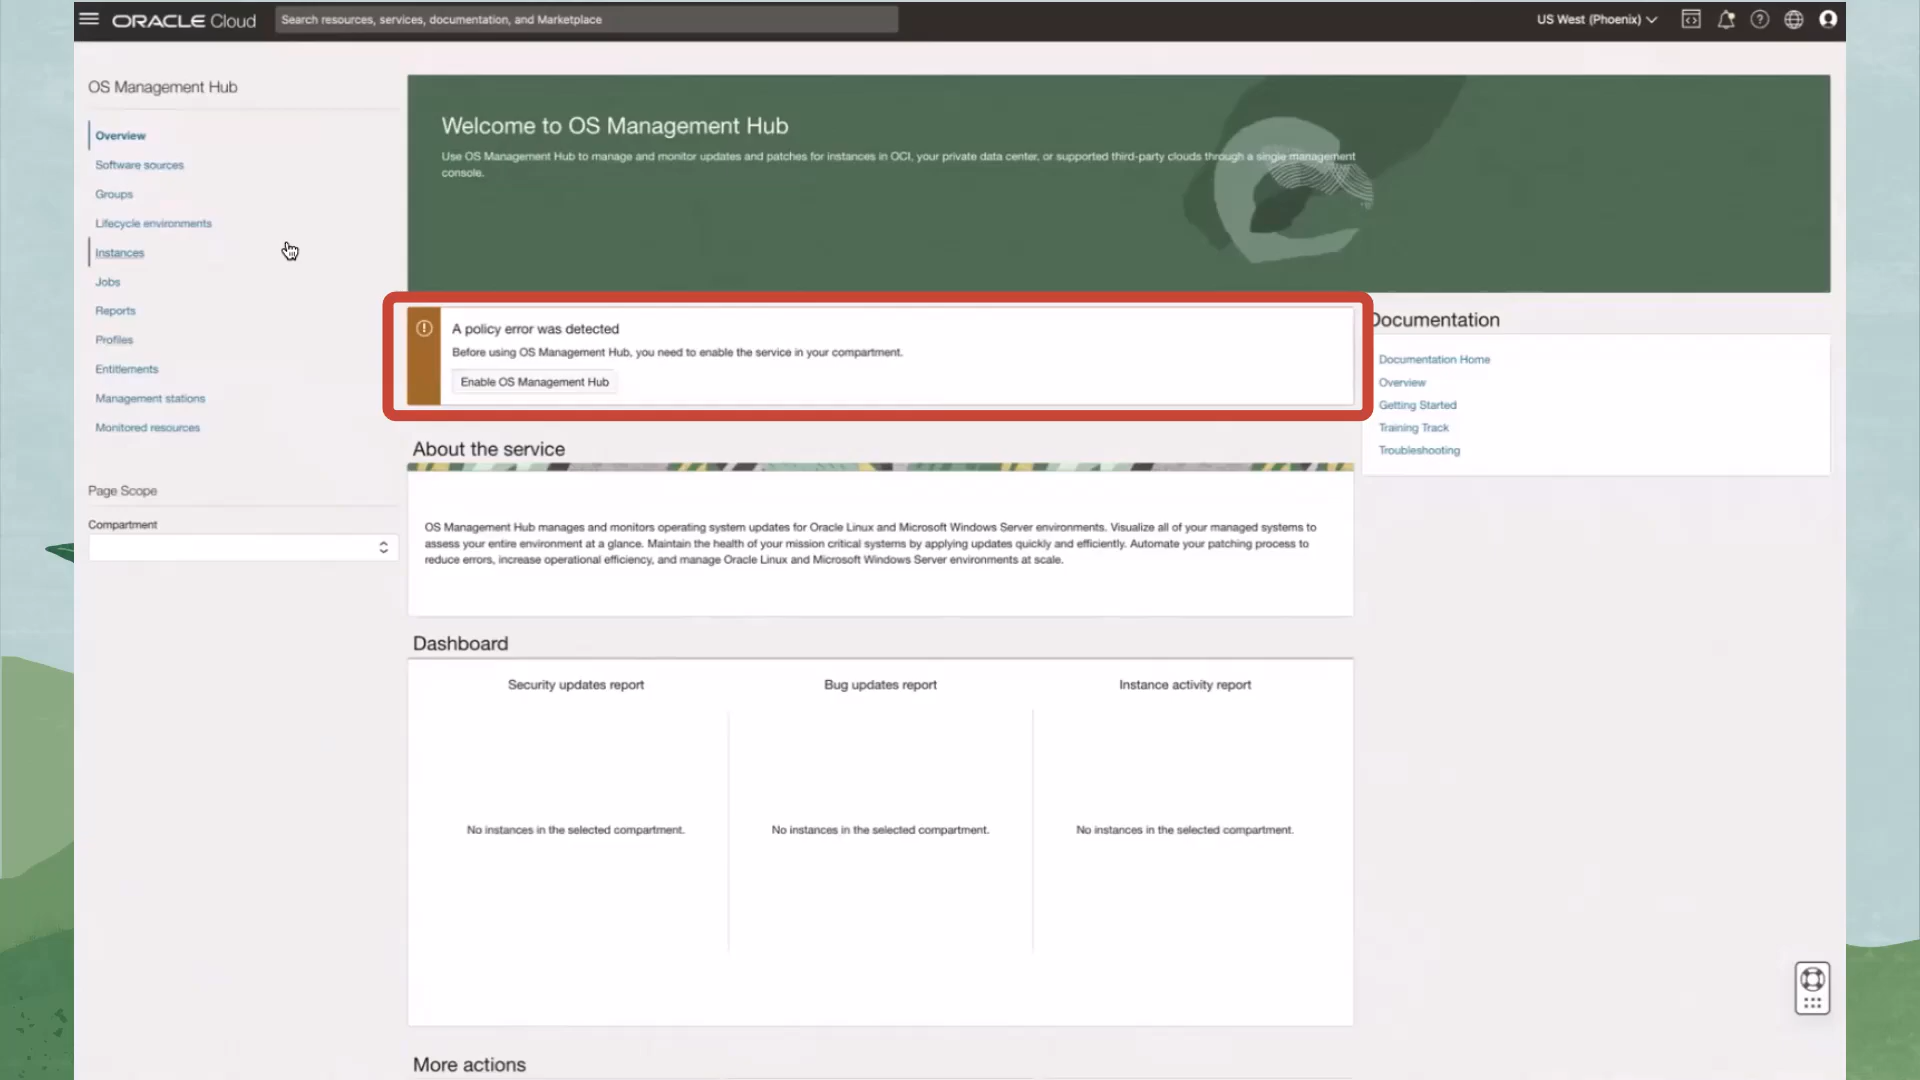 ORACLE Cloud
Search resources, services, documentation, and Marketplace
US West (Phoenix)
OS Management Hub
Overview
Software sources
Groups
Lifecycle environments
Instances
Jobs
Reports
Profiles
Entitlements
Management stations
Monitored resources
Page Scope
Compartment
Welcome to OS Management Hub
Use OS Management Hub to manage and monitor updates and patches for instances in OCI, your private data center, or supported third-party clouds through a single management
console.
A policy error was detected
Before using OS Management Hub, you need to enable the service in your compartment.
Enable OS Management Hub
Documentation
Documentation Home
Overview
Getting Started
Training Track
Troubleshooting
About the service
OS Management Hub manages and monitors operating system updates for Oracle Linux and Microsoft Windows Server environments. Visualize all of your managed systems to
assess your entire environment at a glance. Maintain the health of your mission critical systems by applying updates quickly and efficiently. Automate your patching process to
reduce errors, increase operational efficiency, and manage Oracle Linux and Microsoft Windows Server environments at scale.
Dashboard
Security updates report
Bug updates report
Instance activity report
No instances in the selected compartment.
No instances in the selected compartment.
No instances in the selected compartment.
More actions